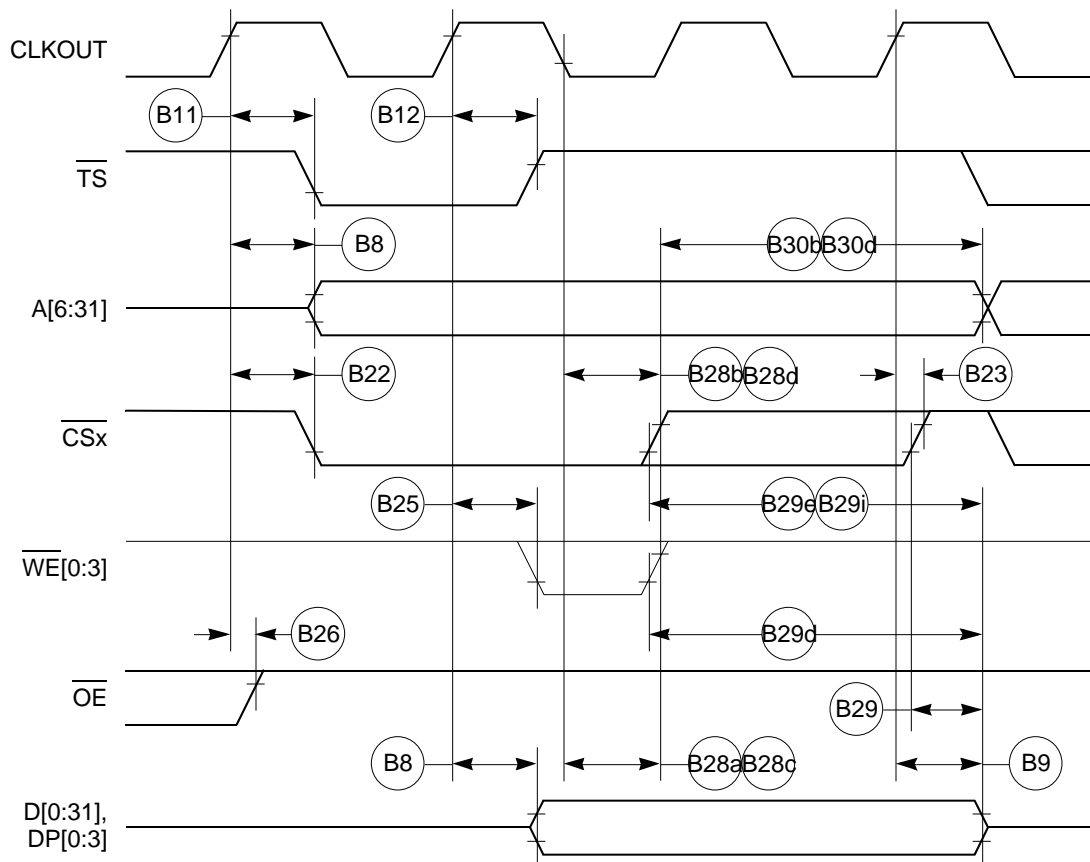 CLKOUT
B11
B12
TS
B8
B30b B30d
A[6:31]
B22
B28b B28d
B23
CSx
B25
B29e B29i
WE[0:3]
B26
B29d
OE
B29
B8
B28a B28c
B9
D[0:31],
DP[0:3]